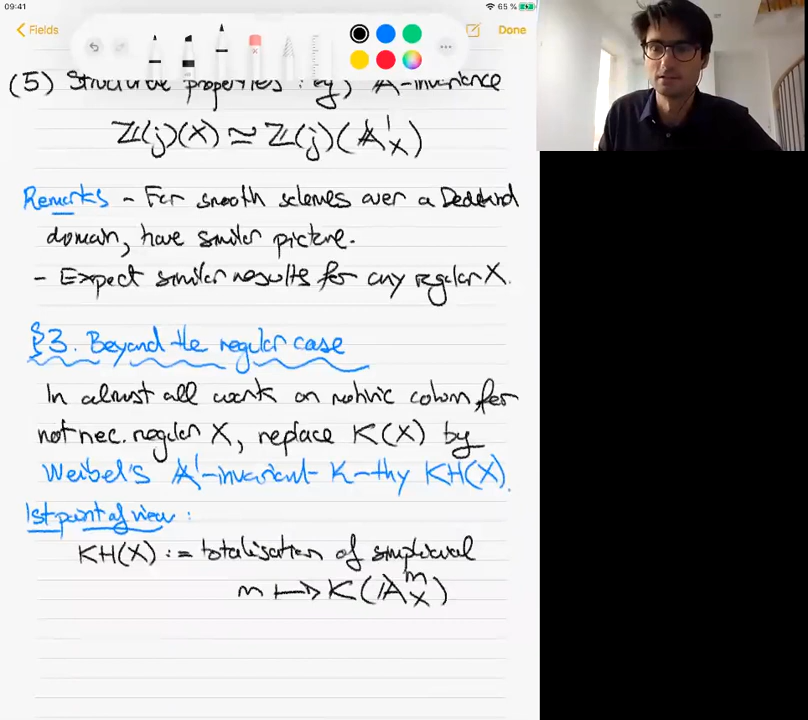 09:41
65 %
Fields
Done
(5) Structural properties: eg, 𝔸¹-invariance
ℤ(j)(X) ≃ ℤ(j)(𝔸¹_X)
Remarks - For smooth schemes over a Dedekind
domain, have similar picture.
- Expect similar results for any regular X.
§3. Beyond the regular case
In almost all work on motivic cohom, for
not nec. regular X, replace K(X) by
Weibel's 𝔸¹-invariant K-thy KH(X).
1st point of view:
KH(X) := totalisation of simplicial
m ⟼ K(𝔸^m_X)